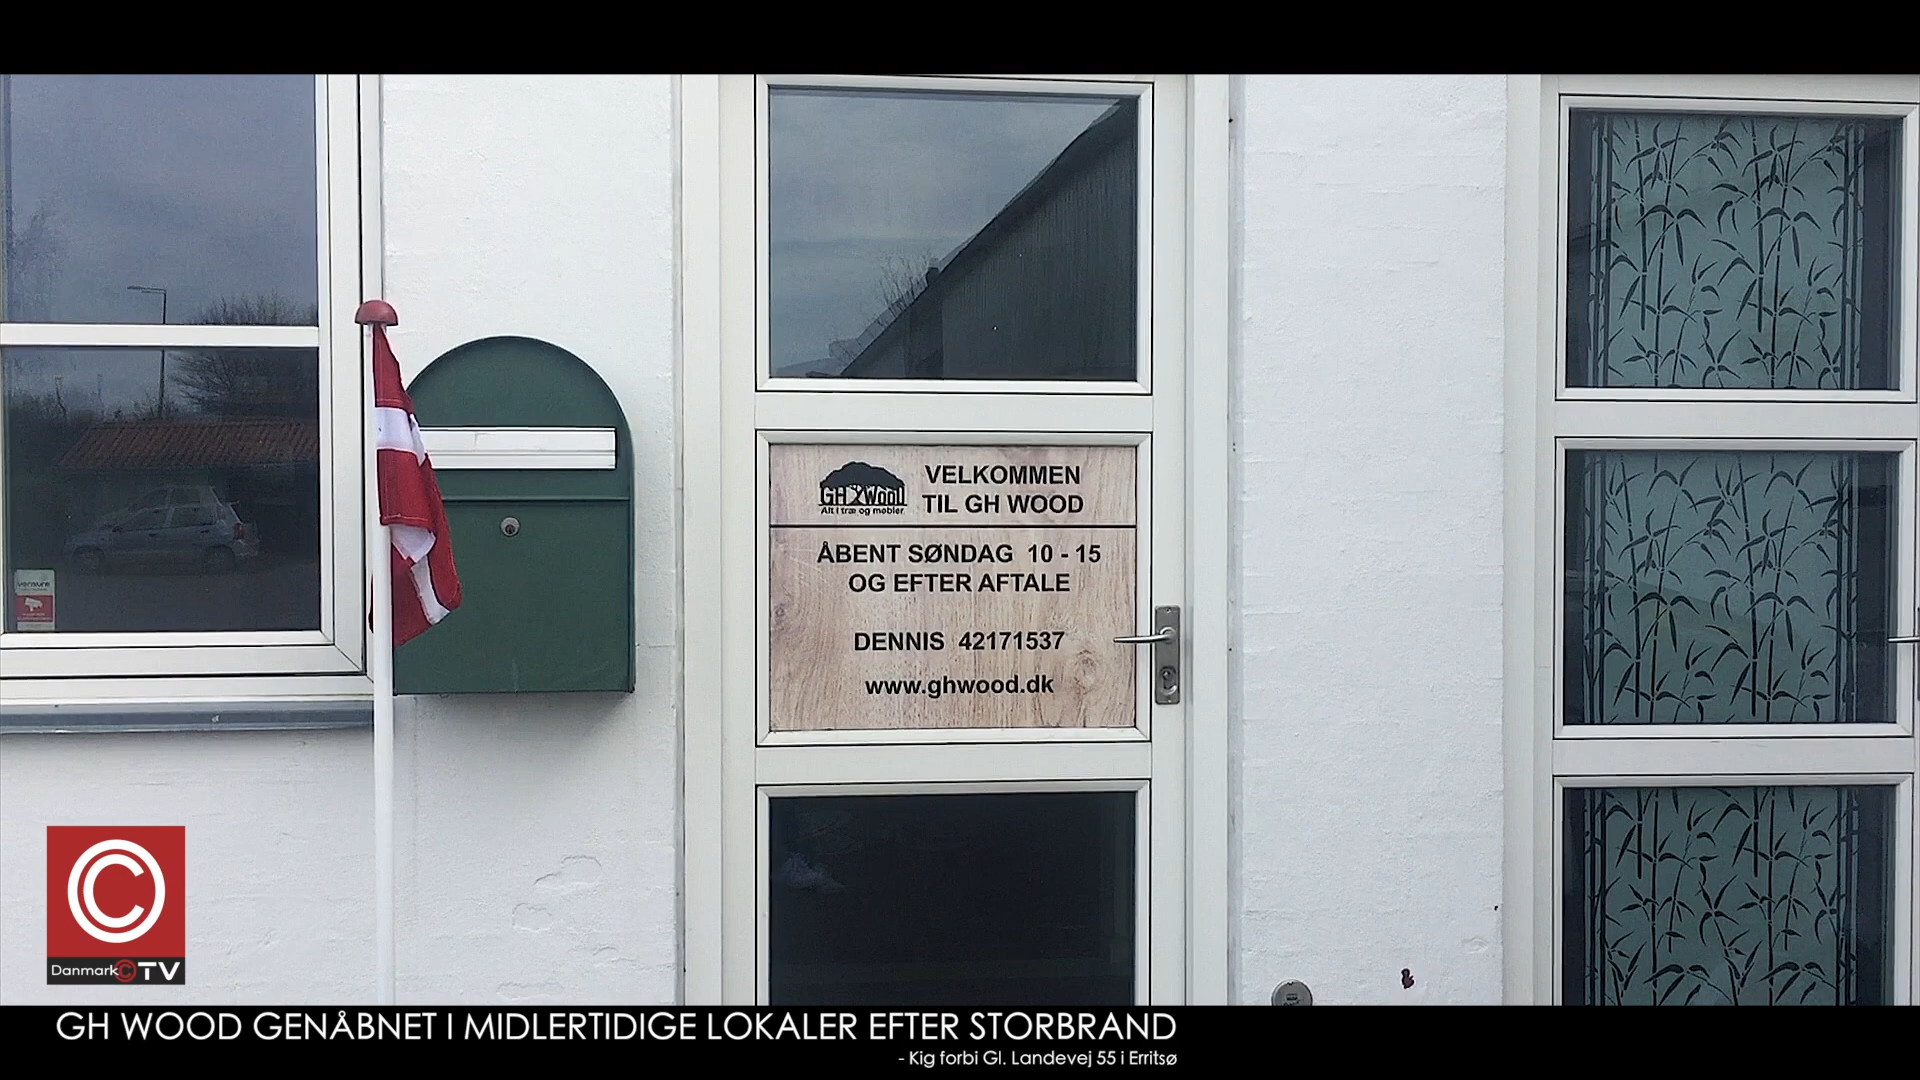 GH Wood
Alt i træ og møbler
VELKOMMEN
TIL GH WOOD
ÅBENT SØNDAG 10 - 15
OG EFTER AFTALE
DENNIS 42171537
www.ghwood.dk
verisure
C
Danmark C TV
GH WOOD GENÅBNET I MIDLERTIDIGE LOKALER EFTER STORBRAND
- Kig forbi Gl. Landevej 55 i Erritsø